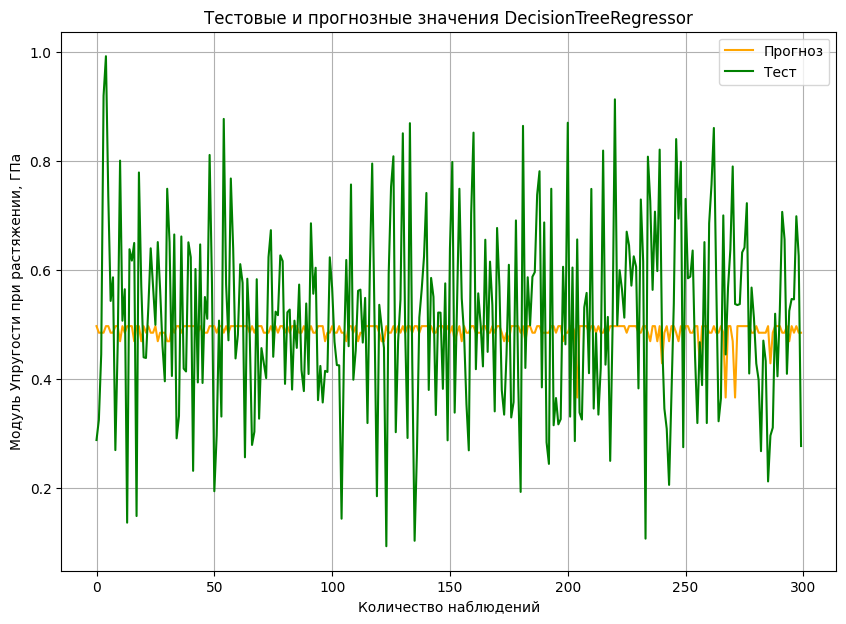 Тестовые и прогнозные значения DecisionTreeRegressor
Прогноз
Тест
Модуль Упругости при растяжении, ГПа
1.0
0.8
0.6
0.4
0.2
0
50
100
150
200
250
300
Количество наблюдений